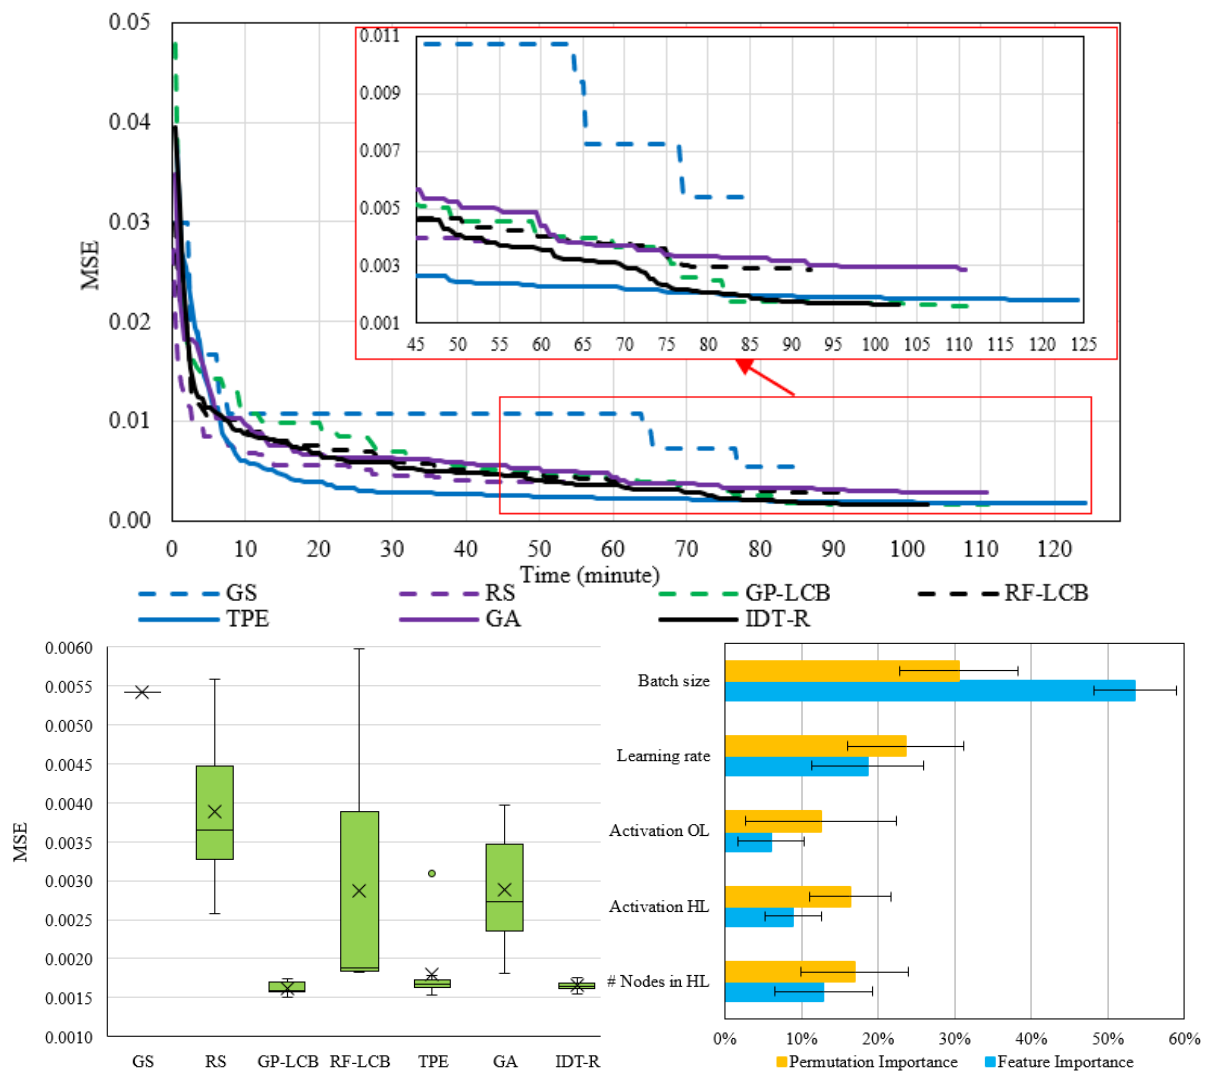 0.05
0.04
0.03
0.02
0.01
0.00
MSE
0.011
0.009
0.007
0.005
0.003
0.001
45 50 55 60 65 70 75 80 85 90 95 100 105 110 115 120 125
0 10 20 30 40 50 60 70 80 90 100 110 120
Time (minute)
GS RS GP-LCB RF-LCB
TPE GA IDT-R
0.0060
0.0055
0.0050
0.0045
0.0040
0.0035
0.0030
0.0025
0.0020
0.0015
0.0010
MSE
GS RS GP-LCB RF-LCB TPE GA IDT-R
Batch size
Learning rate
Activation OL
Activation HL
# Nodes in HL
0% 10% 20% 30% 40% 50% 60%
Permutation Importance Feature Importance